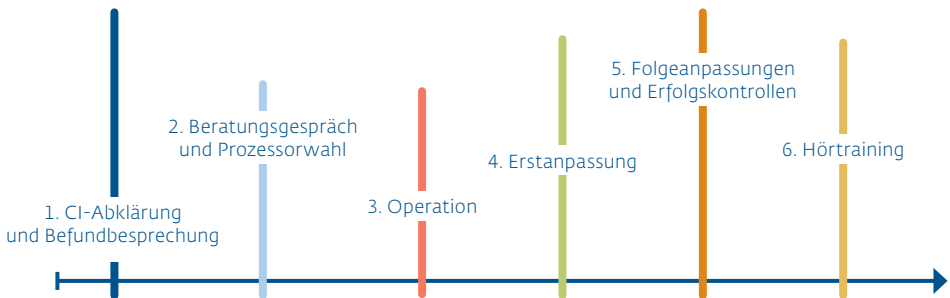 1. CI-Abklärung
und Befundbesprechung
2. Beratungsgespräch
und Prozessorwahl
3. Operation
4. Erstanpassung
5. Folgeanpassungen
und Erfolgskontrollen
6. Hörtraining